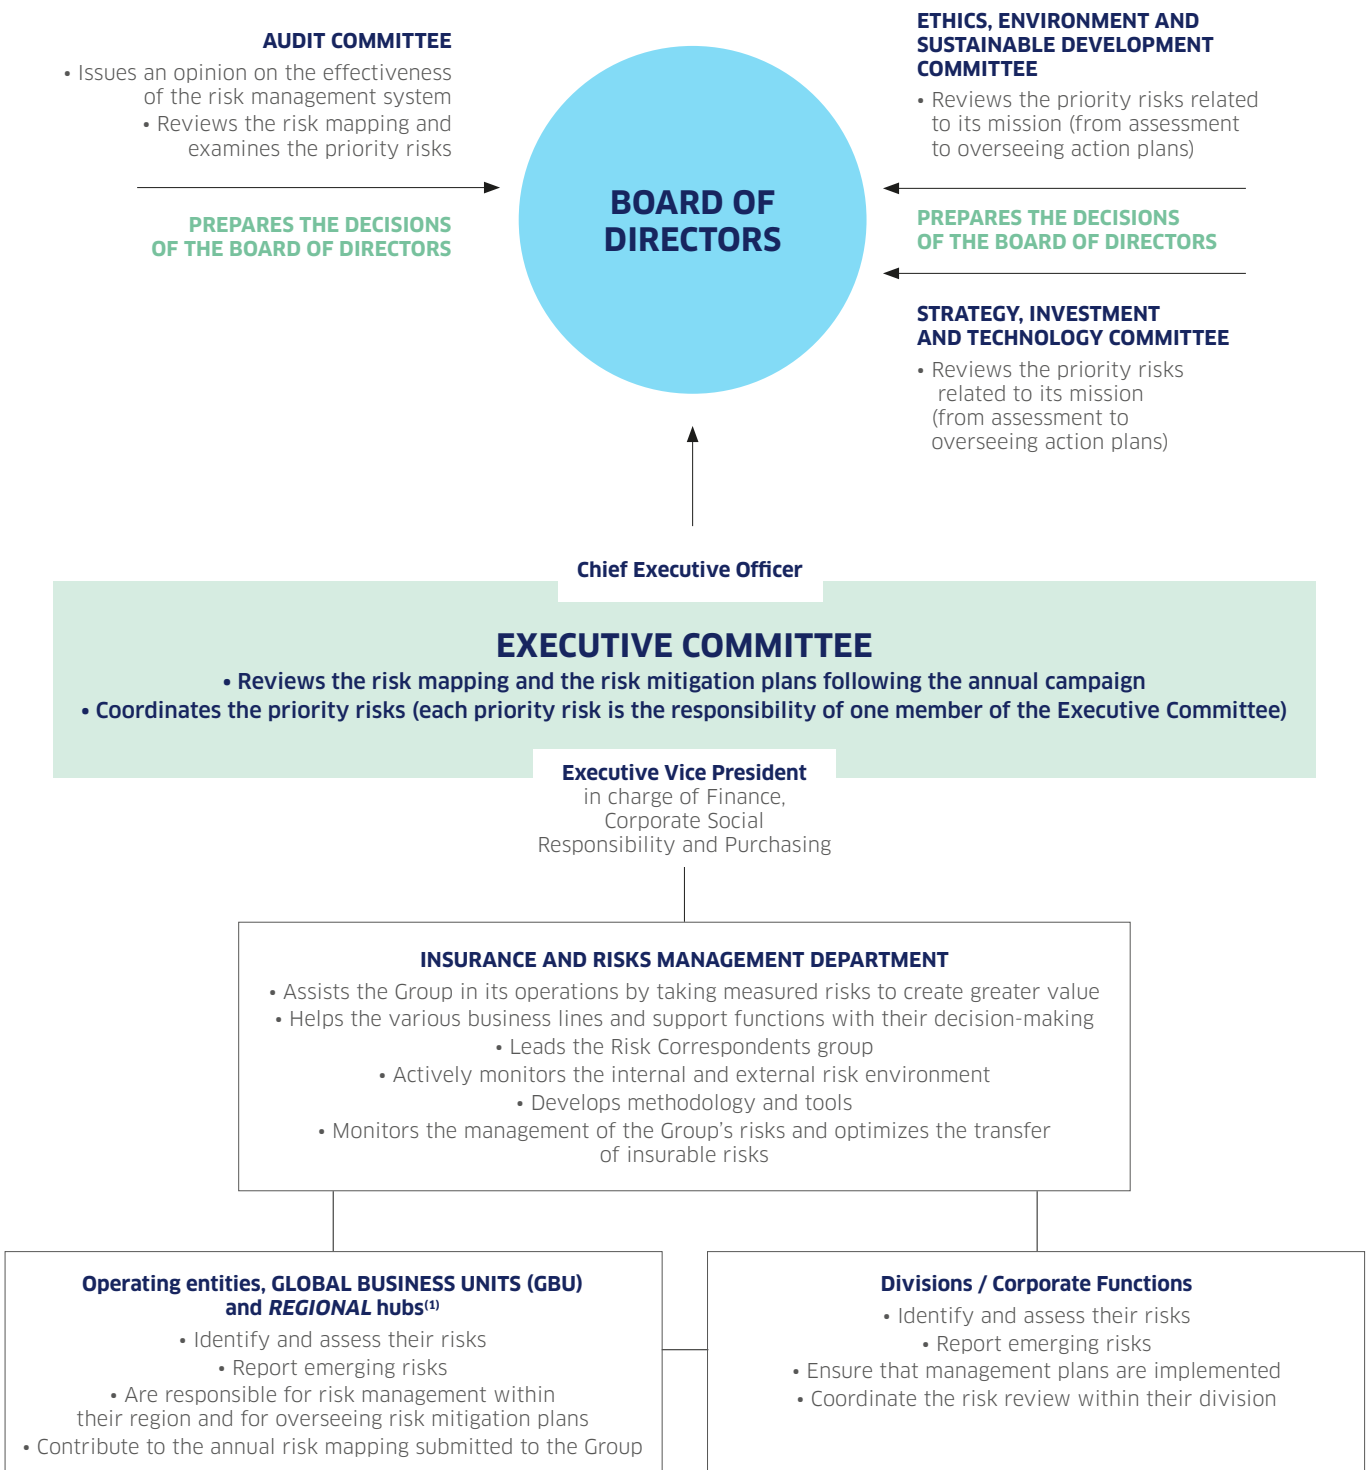 AUDIT COMMITTEE
• Issues an opinion on the effectiveness
of the risk management system
• Reviews the risk mapping and
examines the priority risks
PREPARES THE DECISIONS
OF THE BOARD OF DIRECTORS
BOARD OF
DIRECTORS
ETHICS, ENVIRONMENT AND
SUSTAINABLE DEVELOPMENT
COMMITTEE
• Reviews the priority risks related
to its mission (from assessment
to overseeing action plans)
PREPARES THE DECISIONS
OF THE BOARD OF DIRECTORS
STRATEGY, INVESTMENT
AND TECHNOLOGY COMMITTEE
• Reviews the priority risks
related to its mission
(from assessment to
overseeing action plans)
Chief Executive Officer
EXECUTIVE COMMITTEE
• Reviews the risk mapping and the risk mitigation plans following the annual campaign
• Coordinates the priority risks (each priority risk is the responsibility of one member of the Executive Committee)
Executive Vice President
in charge of Finance,
Corporate Social
Responsibility and Purchasing
INSURANCE AND RISKS MANAGEMENT DEPARTMENT
• Assists the Group in its operations by taking measured risks to create greater value
• Helps the various business lines and support functions with their decision-making
• Leads the Risk Correspondents group
• Actively monitors the internal and external risk environment
• Develops methodology and tools
• Monitors the management of the Group's risks and optimizes the transfer
of insurable risks
Operating entities, GLOBAL BUSINESS UNITS (GBU)
and REGIONAL hubs(1)
• Identify and assess their risks
• Report emerging risks
• Are responsible for risk management within
their region and for overseeing risk mitigation plans
• Contribute to the annual risk mapping submitted to the Group
Divisions / Corporate Functions
• Identify and assess their risks
• Report emerging risks
• Ensure that management plans are implemented
• Coordinate the risk review within their division